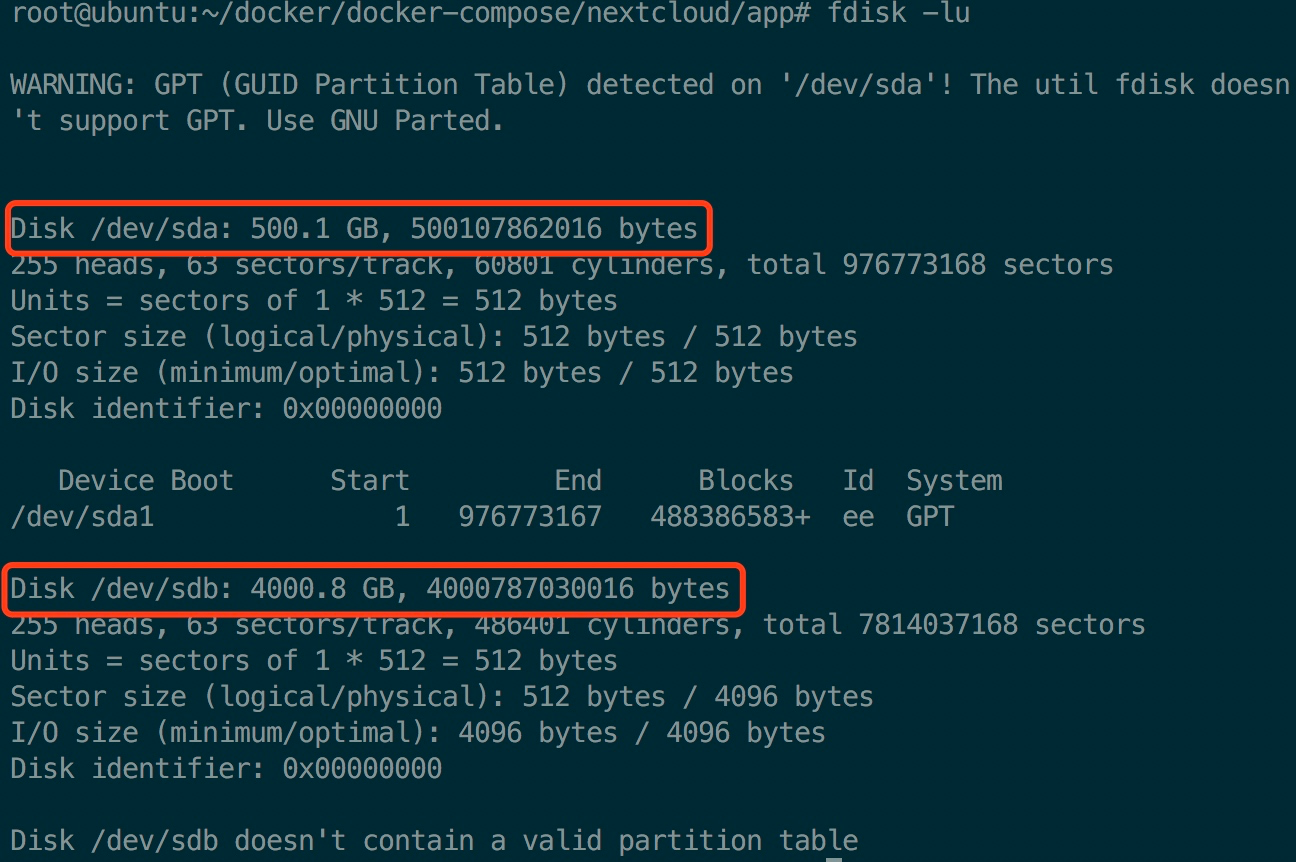 root@ubuntu:~/docker/docker-compose/nextcloud/app# fdisk -lu
WARNING: GPT (GUID Partition Table) detected on '/dev/sda'! The util fdisk doesn
't support GPT. Use GNU Parted.
Disk /dev/sda: 500.1 GB, 500107862016 bytes
255 heads, 63 sectors/track, 60801 cylinders, total 976773168 sectors
Units = sectors of 1 * 512 = 512 bytes
Sector size (logical/physical): 512 bytes / 512 bytes
I/O size (minimum/optimal): 512 bytes / 512 bytes
Disk identifier: 0x00000000
   Device Boot      Start         End      Blocks   Id  System
/dev/sda1               1   976773167   488386583+  ee  GPT
Disk /dev/sdb: 4000.8 GB, 4000787030016 bytes
255 heads, 63 sectors/track, 486401 cylinders, total 7814037168 sectors
Units = sectors of 1 * 512 = 512 bytes
Sector size (logical/physical): 512 bytes / 4096 bytes
I/O size (minimum/optimal): 4096 bytes / 4096 bytes
Disk identifier: 0x00000000
Disk /dev/sdb doesn't contain a valid partition table